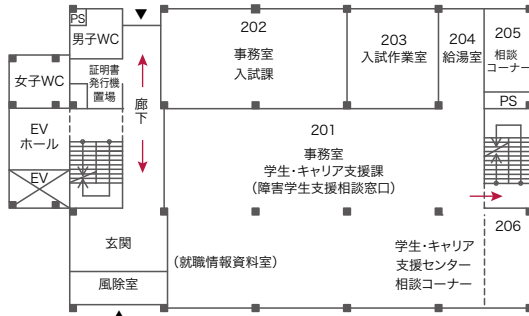 PS
男子WC
女子WC
証明書
発行機
置場
廊下
EV
ホール
EV
玄関
風除室
202
事務室
入試課
203
入試作業室
204
給湯室
205
相談
コーナー
PS
201
事務室
学生・キャリア支援課
(障害学生支援相談窓口)
(就職情報資料室)
学生・キャリア
支援センター
相談コーナー
206